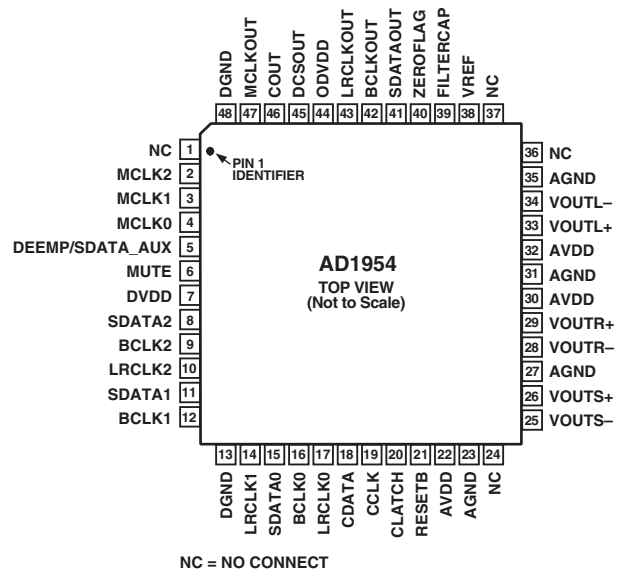 DGND
MCLKOUT
COUT
DCSOUT
ODVDD
LRCLKOUT
BCLKOUT
SDATAOUT
ZEROFLAG
FILTERCAP
VREF
NC
48 47 46 45 44 43 42 41 40 39 38 37
NC 1
PIN 1
IDENTIFIER
MCLK2 2
MCLK1 3
MCLK0 4
DEEMP/SDATA_AUX 5
MUTE 6
DVDD 7
SDATA2 8
BCLK2 9
LRCLK2 10
SDATA1 11
BCLK1 12
AD1954
TOP VIEW
(Not to Scale)
36 NC
35 AGND
34 VOUTL–
33 VOUTL+
32 AVDD
31 AGND
30 AVDD
29 VOUTR+
28 VOUTR–
27 AGND
26 VOUTS+
25 VOUTS–
13 14 15 16 17 18 19 20 21 22 23 24
DGND
LRCLK1
SDATA0
BCLK0
LRCLK0
CDATA
CCLK
CLATCH
RESETB
AVDD
AGND
NC
NC = NO CONNECT